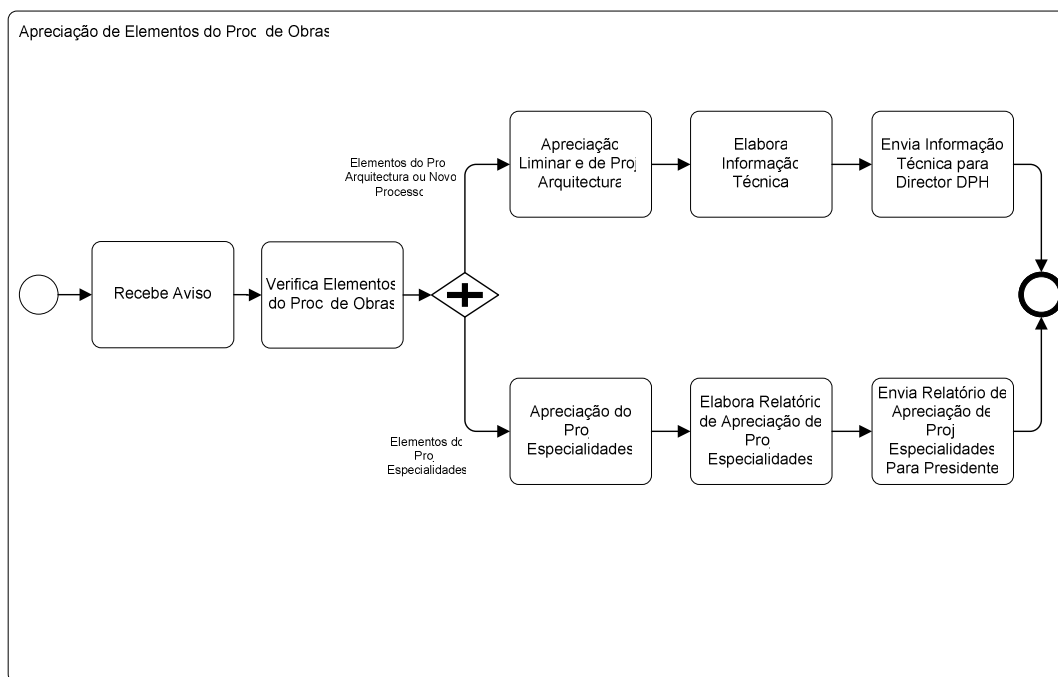 Apreciação de Elementos do Proc de Obras
Apreciação
Liminar e de Proj
Arquitectura
Elabora
Informação
Técnica
Envia Informação
Técnica para
Director DPH
Elementos do Pro
Arquitectura ou Novo
Processo
Recebe Aviso
Verifica Elementos
do Proc de Obras
Elementos do
Proj
Especialidades
Apreciação do
Proj
Especialidades
Elabora Relatório
de Apreciação de
Pro
Especialidades
Envia Relatório de
Apreciação de
Proj
Especialidades
Para Presidente